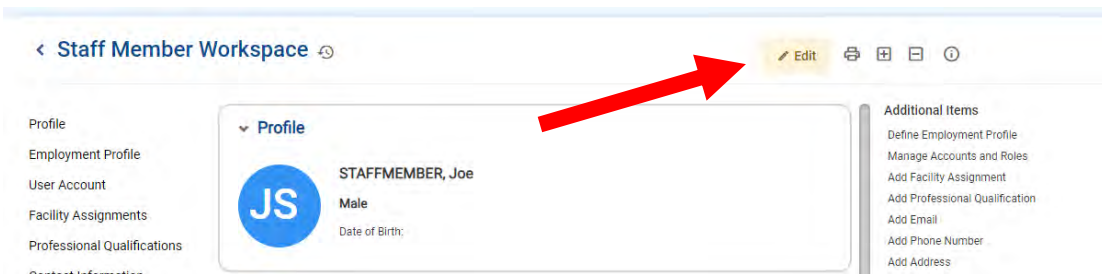 Staff Member Workspace
Edit
Profile
Employment Profile
User Account
Facility Assignments
Professional Qualifications
Contact Information
Profile
JS
STAFFMEMBER, Joe
Male
Date of Birth:
Additional Items
Define Employment Profile
Manage Accounts and Roles
Add Facility Assignment
Add Professional Qualification
Add Email
Add Phone Number
Add Address